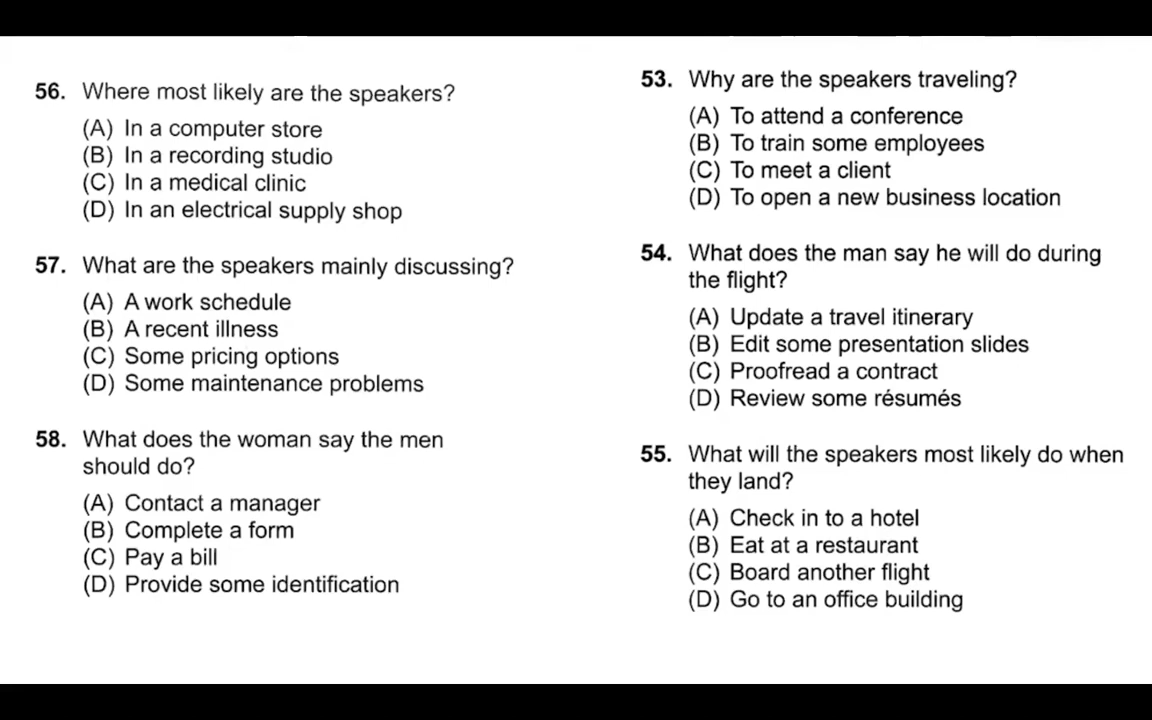 56. Where most likely are the speakers?
(A) In a computer store
(B) In a recording studio
(C) In a medical clinic
(D) In an electrical supply shop
57. What are the speakers mainly discussing?
(A) A work schedule
(B) A recent illness
(C) Some pricing options
(D) Some maintenance problems
58. What does the woman say the men
should do?
(A) Contact a manager
(B) Complete a form
(C) Pay a bill
(D) Provide some identification
53. Why are the speakers traveling?
(A) To attend a conference
(B) To train some employees
(C) To meet a client
(D) To open a new business location
54. What does the man say he will do during
the flight?
(A) Update a travel itinerary
(B) Edit some presentation slides
(C) Proofread a contract
(D) Review some résumés
55. What will the speakers most likely do when
they land?
(A) Check in to a hotel
(B) Eat at a restaurant
(C) Board another flight
(D) Go to an office building